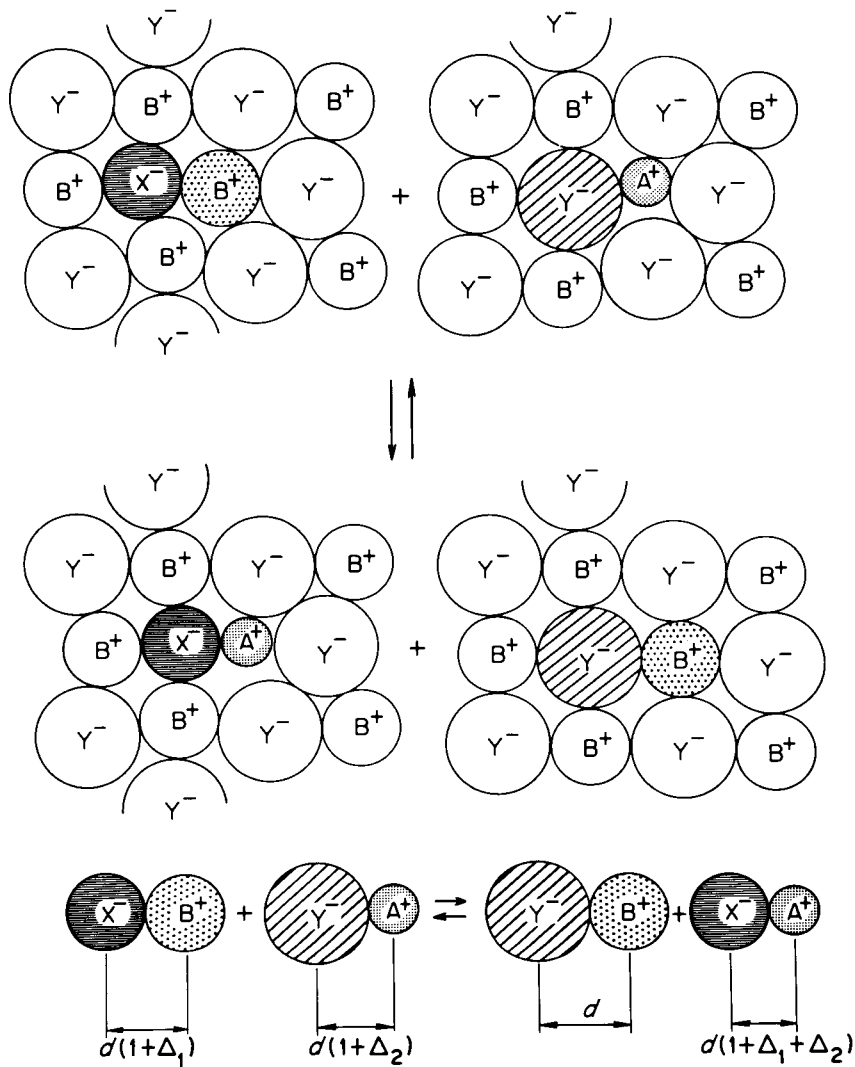 Y⁻ Y⁻
Y⁻ B⁺ Y⁻ B⁺ Y⁻ B⁺ Y⁻ B⁺
B⁺ X⁻ B⁺ Y⁻ + B⁺ Y⁻ A⁺ Y⁻
Y⁻ B⁺ Y⁻ B⁺ Y⁻ B⁺ Y⁻ B⁺
Y⁻
Y⁻ Y⁻
Y⁻ B⁺ Y⁻ B⁺ Y⁻ B⁺ Y⁻ B⁺
B⁺ X⁻ A⁺ Y⁻ + B⁺ Y⁻ B⁺ Y⁻
Y⁻ B⁺ Y⁻ B⁺ Y⁻ B⁺ Y⁻ B⁺
Y⁻
X⁻ B⁺ + Y⁻ A⁺ ⇌ Y⁻ B⁺ + X⁻ A⁺
d(1+Δ₁) d(1+Δ₂) d d(1+Δ₁+Δ₂)